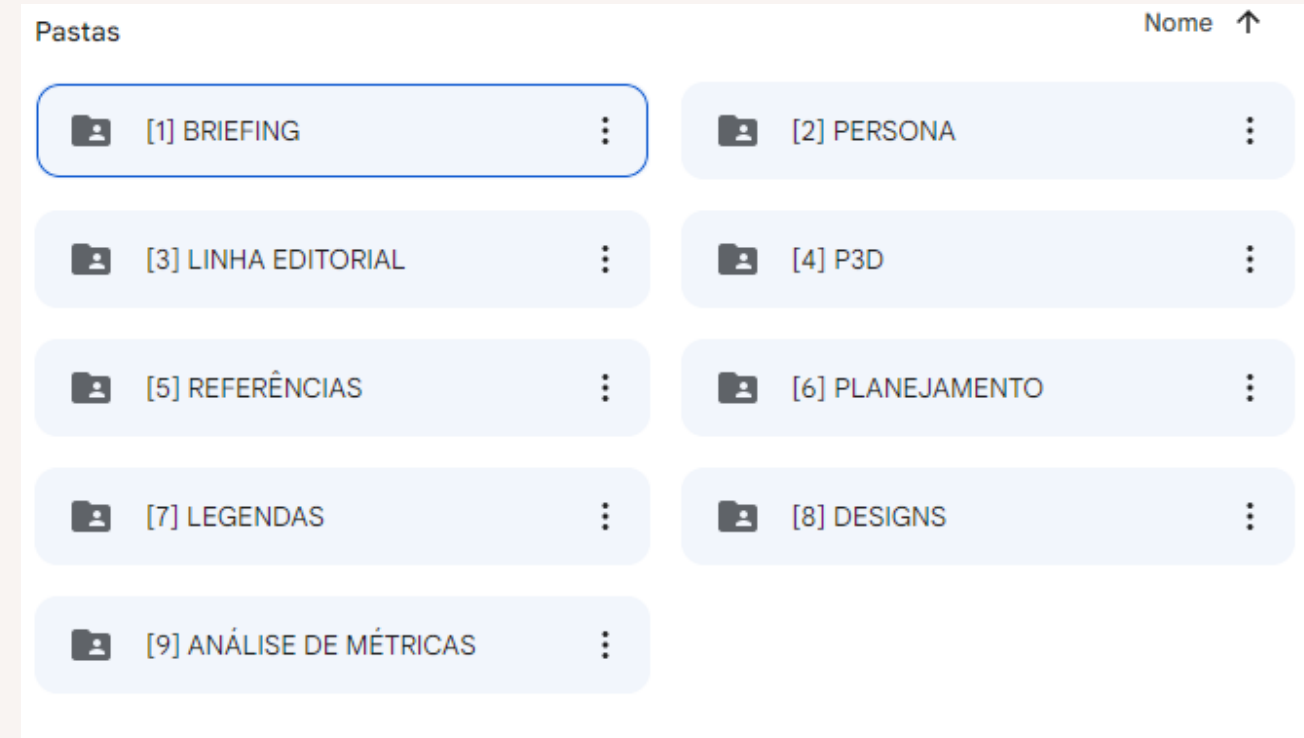 Pastas
Nome
[1] BRIEFING
[2] PERSONA
[3] LINHA EDITORIAL
[4] P3D
[5] REFERÊNCIAS
[6] PLANEJAMENTO
[7] LEGENDAS
[8] DESIGNS
[9] ANÁLISE DE MÉTRICAS